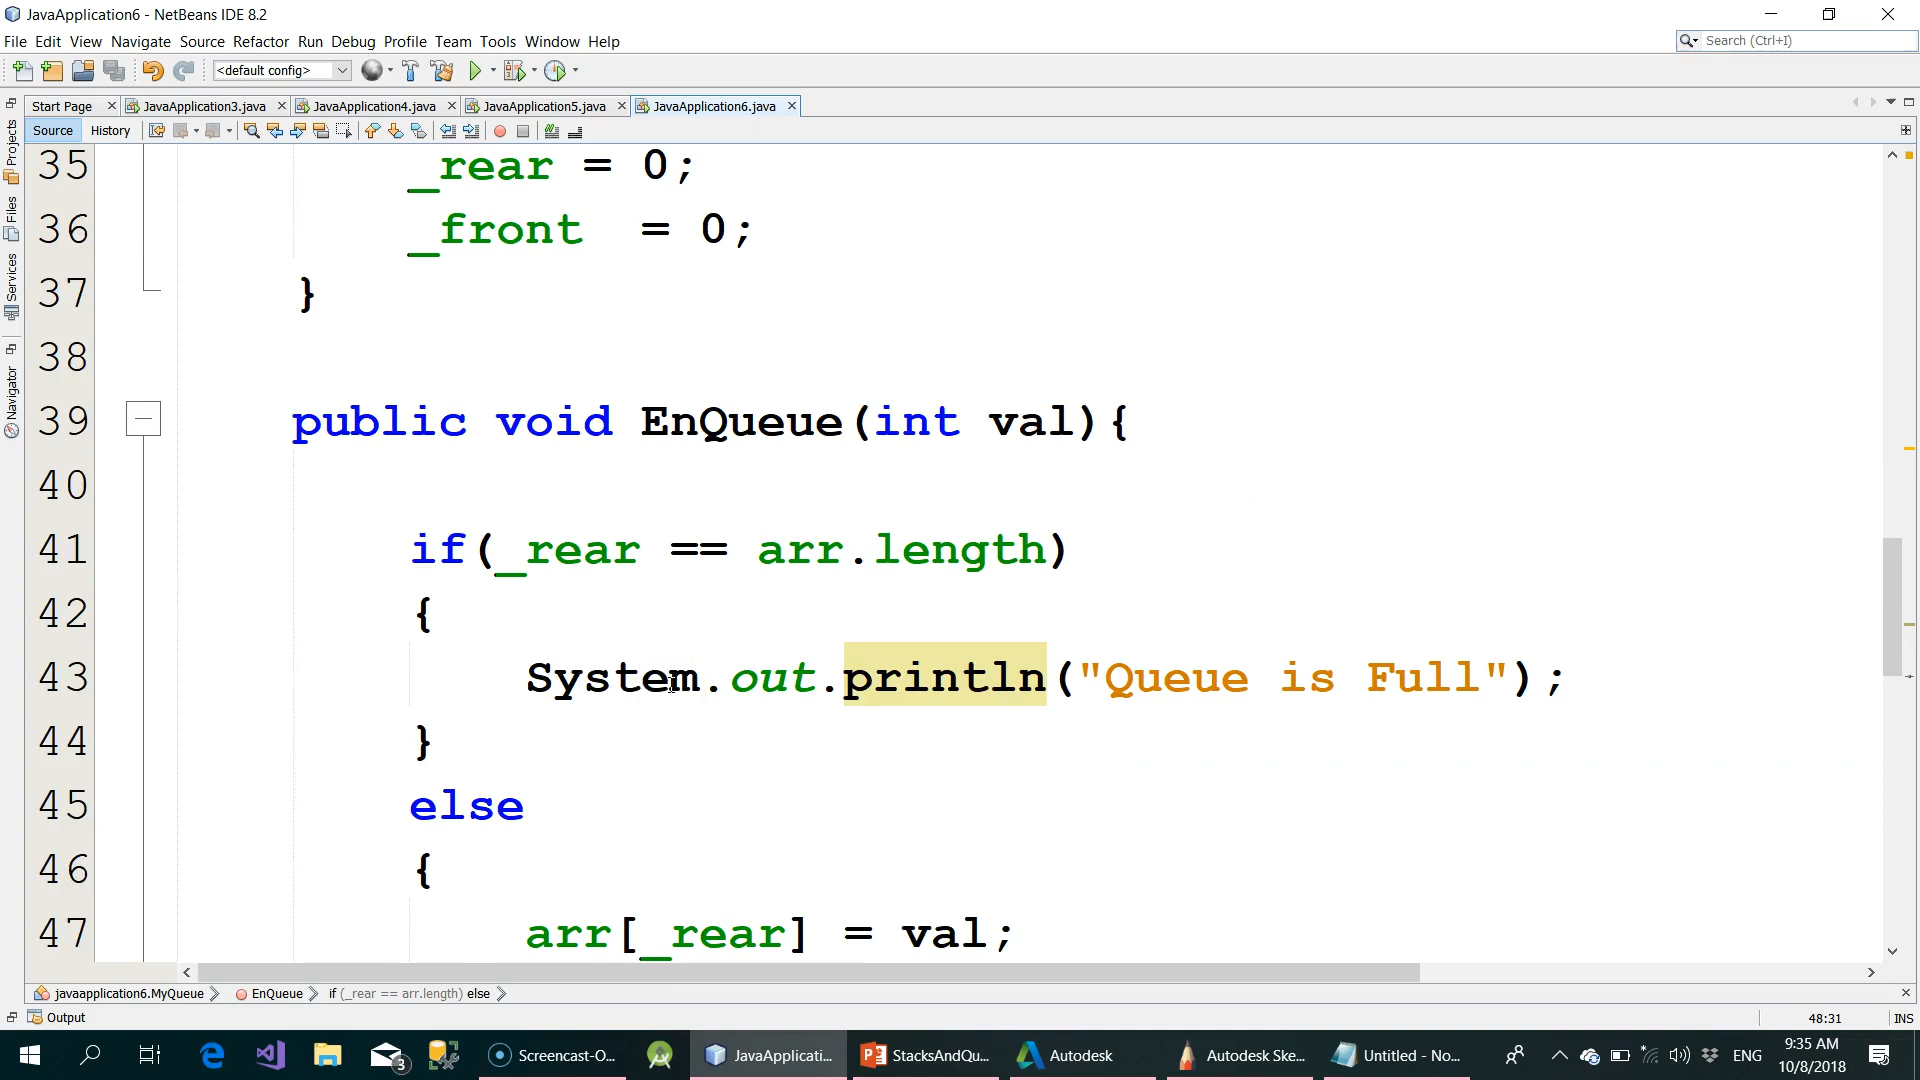 JavaApplication6 - NetBeans IDE 8.2
File Edit View Navigate Source Refactor Run Debug Profile Team Tools Window Help
Search (Ctrl+I)
<default config>
Start Page JavaApplication3.java JavaApplication4.java JavaApplication5.java JavaApplication6.java
Source History
Projects
Files
Services
Navigator
35 _rear = 0;
36 _front = 0;
37 }
38
39 public void EnQueue(int val){
40
41 if(_rear == arr.length)
42 {
43 System.out.println("Queue is Full");
44 }
45 else
46 {
47 arr[_rear] = val;
javaapplication6.MyQueue EnQueue if (_rear == arr.length) else
Output
48:31 INS
3 Screencast-O... JavaApplicati... StacksAndQu... Autodesk Autodesk Ske... Untitled - No... ENG
9:35 AM
10/8/2018